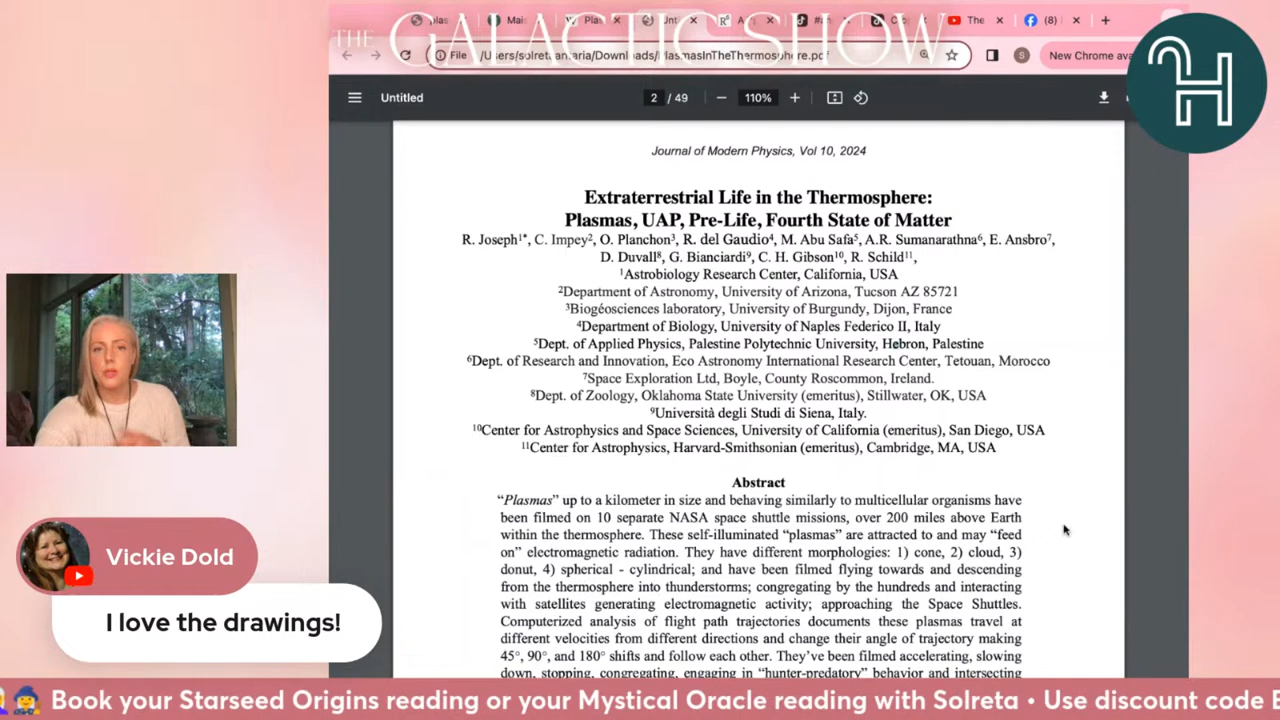 THE GALACTIC SHOW
plas
Mai
Pla
Unt
The
(8)
File
/Users/solretantaria/Downloads/PlasmasInTheThermosphere.pdf
New Chrome ava
H
Untitled
2 / 49
110%
Journal of Modern Physics, Vol 10, 2024
Extraterrestrial Life in the Thermosphere:
Plasmas, UAP, Pre-Life, Fourth State of Matter
R. Joseph¹*, C. Impey², O. Planchon³, R. del Gaudio⁴, M. Abu Safa⁵, A.R. Sumanarathna⁶, E. Ansbro⁷,
D. Duvall⁸, G. Bianciardi⁹, C. H. Gibson¹⁰, R. Schild¹¹,
¹Astrobiology Research Center, California, USA
²Department of Astronomy, University of Arizona, Tucson AZ 85721
³Biogéosciences laboratory, University of Burgundy, Dijon, France
⁴Department of Biology, University of Naples Federico II, Italy
⁵Dept. of Applied Physics, Palestine Polytechnic University, Hebron, Palestine
⁶Dept. of Research and Innovation, Eco Astronomy International Research Center, Tetouan, Morocco
⁷Space Exploration Ltd, Boyle, County Roscommon, Ireland.
⁸Dept. of Zoology, Oklahoma State University (emeritus), Stillwater, OK, USA
⁹Università degli Studi di Siena, Italy.
¹⁰Center for Astrophysics and Space Sciences, University of California (emeritus), San Diego, USA
¹¹Center for Astrophysics, Harvard-Smithsonian (emeritus), Cambridge, MA, USA
Abstract
“Plasmas” up to a kilometer in size and behaving similarly to multicellular organisms have
been filmed on 10 separate NASA space shuttle missions, over 200 miles above Earth
within the thermosphere. These self-illuminated “plasmas” are attracted to and may “feed
on” electromagnetic radiation. They have different morphologies: 1) cone, 2) cloud, 3)
donut, 4) spherical - cylindrical; and have been filmed flying towards and descending
from the thermosphere into thunderstorms; congregating by the hundreds and interacting
with satellites generating electromagnetic activity; approaching the Space Shuttles.
Computerized analysis of flight path trajectories documents these plasmas travel at
different velocities from different directions and change their angle of trajectory making
45°, 90°, and 180° shifts and follow each other. They’ve been filmed accelerating, slowing
down, stopping, congregating, engaging in “hunter-predatory” behavior and intersecting
Vickie Dold
I love the drawings!
Book your Starseed Origins reading or your Mystical Oracle reading with Solreta • Use discount code E